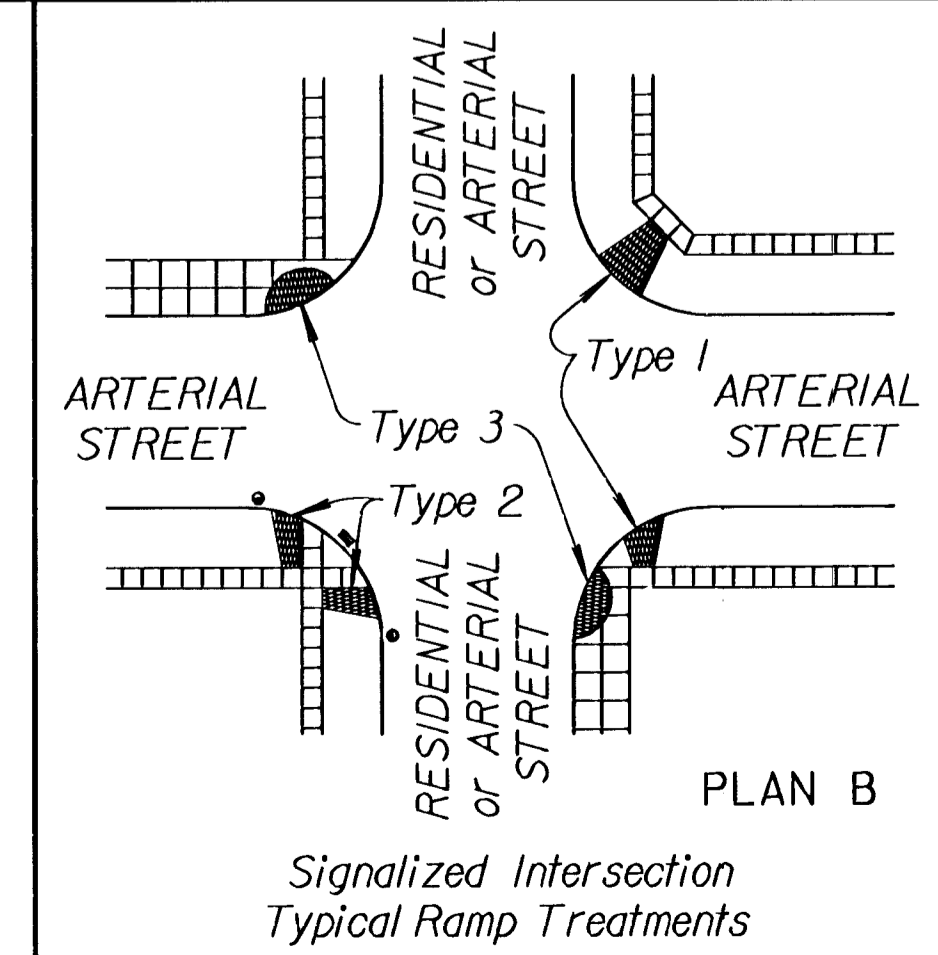 RESIDENTIAL
or ARTERIAL
STREET
Type 1
ARTERIAL
STREET
ARTERIAL
STREET
Type 3
Type 2
RESIDENTIAL
or ARTERIAL
STREET
PLAN B
Signalized Intersection
Typical Ramp Treatments